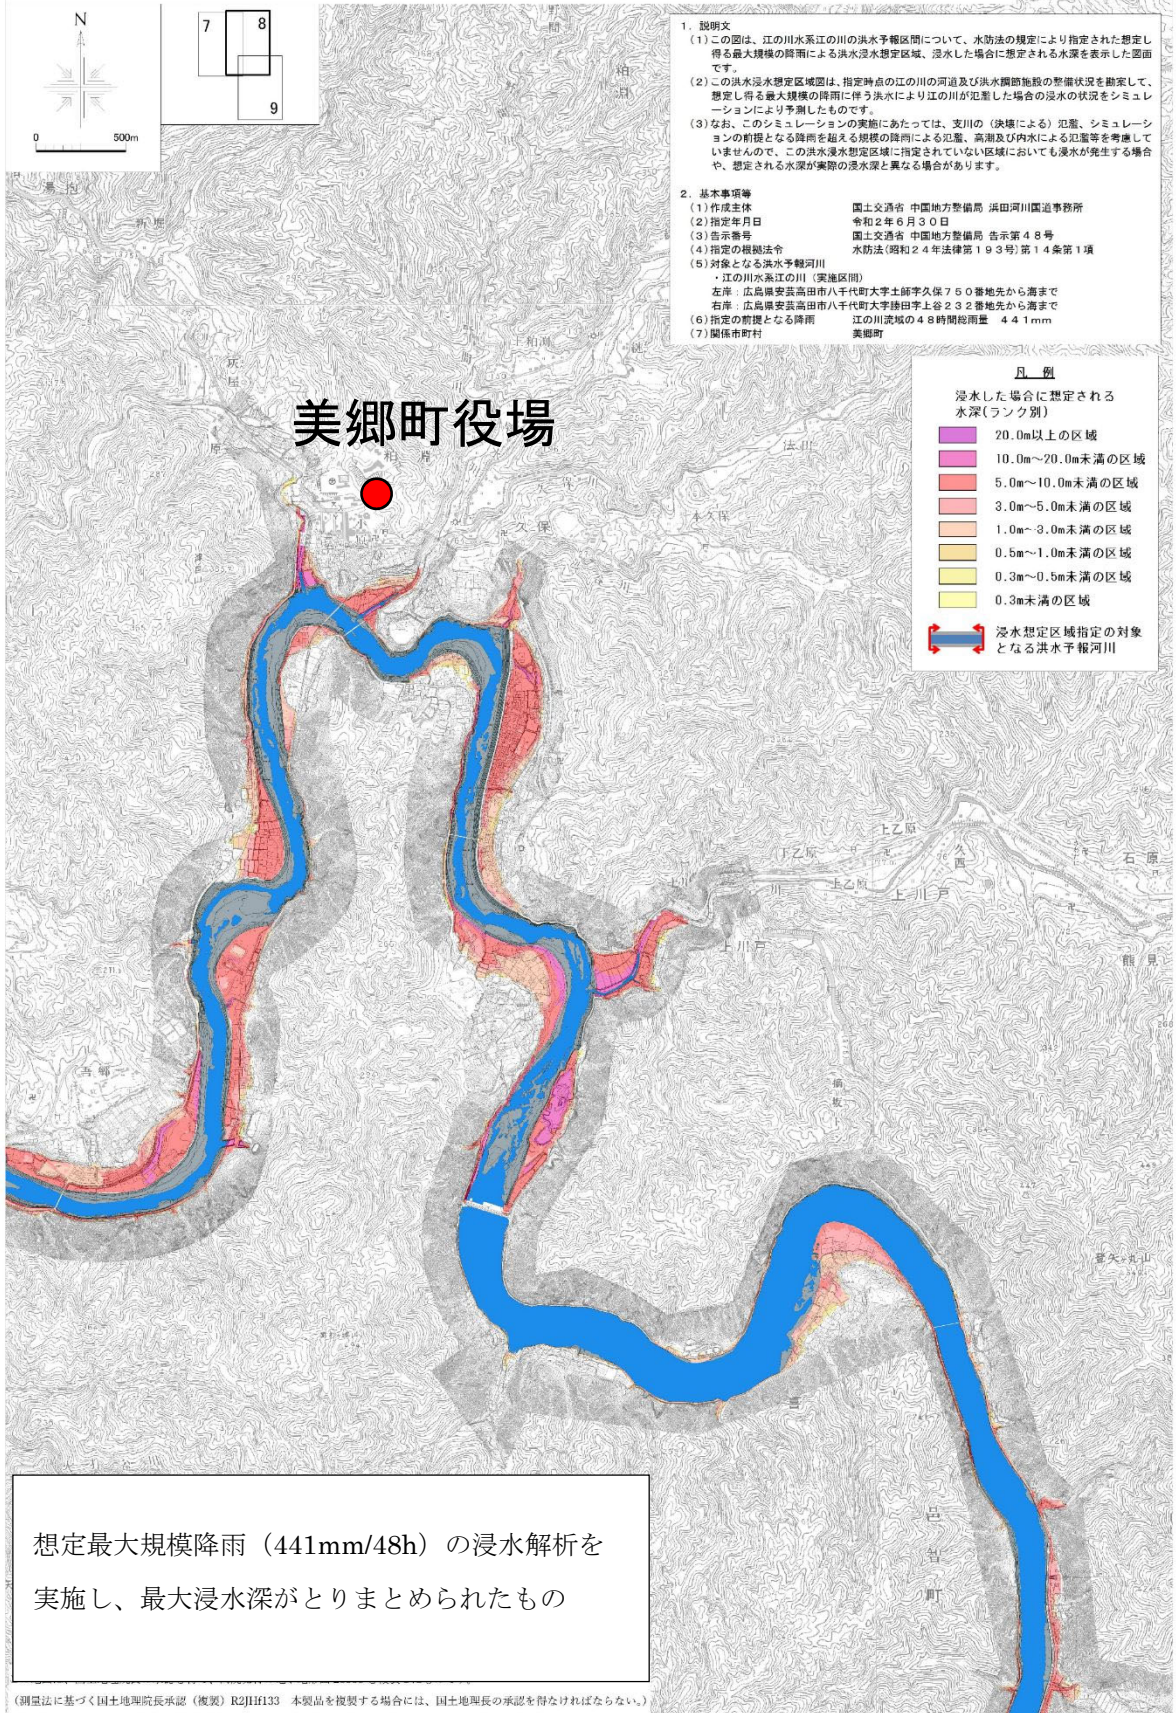 N
0 500m
7 8
9
1. 説明文
(1)この図は、江の川水系江の川の洪水予報区間について、水防法の規定により指定された想定し
得る最大規模の降雨による洪水浸水想定区域、浸水した場合に想定される水深を表示した図面
です。
(2)この洪水浸水想定区域図は、指定時点の江の川の河道及び洪水調節施設の整備状況を勘案して、
想定し得る最大規模の降雨に伴う洪水により江の川が氾濫した場合の浸水の状況をシミュレ
ーションにより予測したものです。
(3)なお、このシミュレーションの実施にあたっては、支川の(決壊による)氾濫、シミュレーショ
ンの前提となる降雨を超える規模の降雨による氾濫、高潮及び内水による氾濫等を考慮して
いませんので、この洪水浸水想定区域に指定されていない区域においても浸水が発生する場合
や、想定される水深が実際の浸水深と異なる場合があります。
2. 基本事項等
(1)作成主体 国土交通省 中国地方整備局 浜田河川国道事務所
(2)指定年月日 令和2年6月30日
(3)告示番号 国土交通省 中国地方整備局 告示第48号
(4)指定の根拠法令 水防法(昭和24年法律第193号)第14条第1項
(5)対象となる洪水予報河川
・江の川水系江の川(実施区間)
左岸:広島県安芸高田市八千代町大字土師字久保750番地先から海まで
右岸:広島県安芸高田市八千代町大字勝田字上谷232番地先から海まで
(6)指定の前提となる降雨 江の川流域の48時間総雨量 441mm
(7)関係市町村 美郷町
凡 例
浸水した場合に想定される
水深(ランク別)
20.0m以上の区域
10.0m~20.0m未満の区域
5.0m~10.0m未満の区域
3.0m~5.0m未満の区域
1.0m~3.0m未満の区域
0.5m~1.0m未満の区域
0.3m~0.5m未満の区域
0.3m未満の区域
浸水想定区域指定の対象
となる洪水予報河川
美郷町役場
柏淵
久保
本久保
上乙原
下乙原
上乙原
石原
上川戸
上川戸
熊見
吾郷
登矢ヶ丸山
邑智町
想定最大規模降雨(441mm/48h)の浸水解析を
実施し、最大浸水深がとりまとめられたもの
(測量法に基づく国土地理院長承認(複製)R2JHf133 本製品を複製する場合には、国土地理長の承認を得なければならない。)